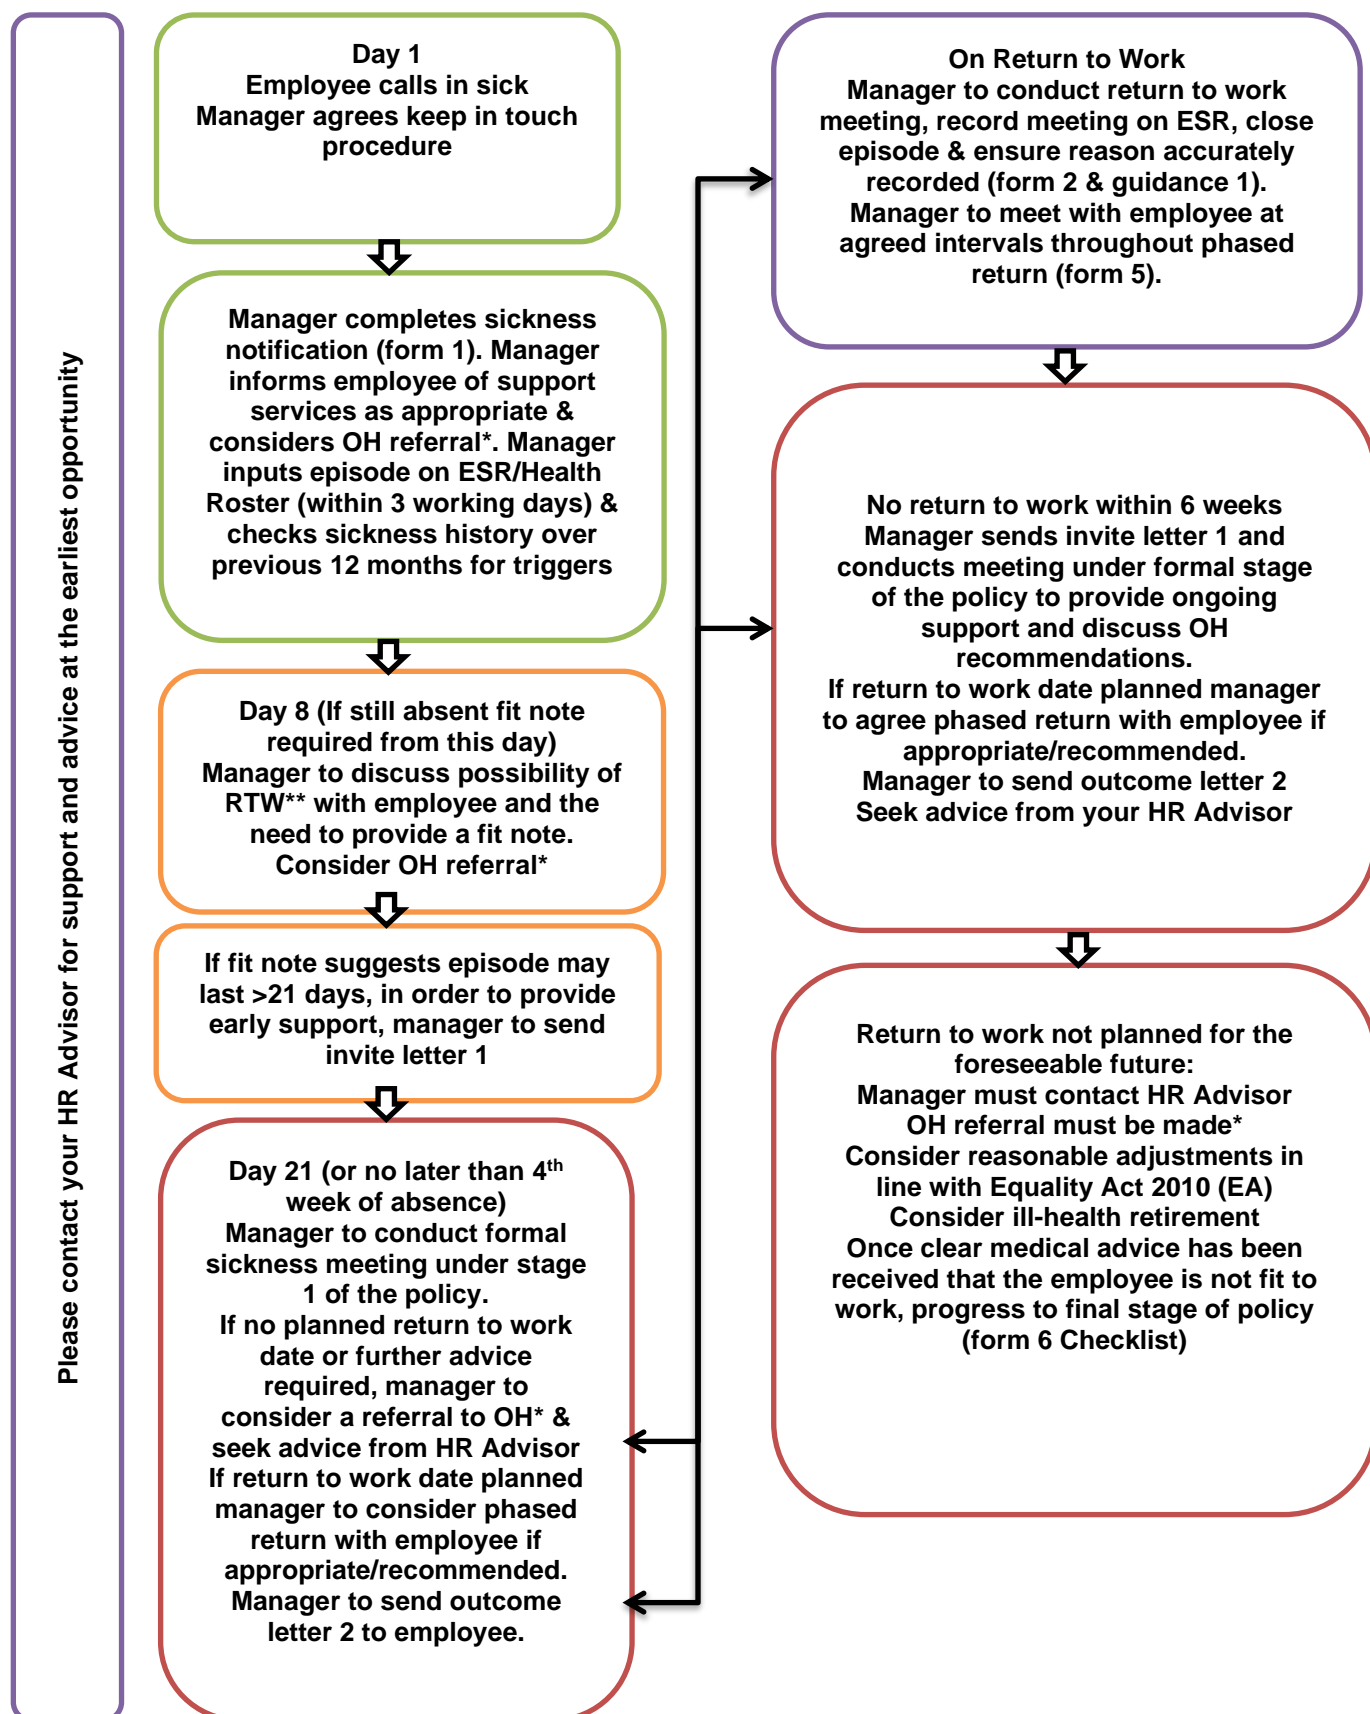 Please contact your HR Advisor for support and advice at the earliest opportunity
Day 1
Employee calls in sick
Manager agrees keep in touch
procedure
Manager completes sickness
notification (form 1). Manager
informs employee of support
services as appropriate &
considers OH referral*. Manager
inputs episode on ESR/Health
Roster (within 3 working days) &
checks sickness history over
previous 12 months for triggers
Day 8 (If still absent fit note
required from this day)
Manager to discuss possibility of
RTW** with employee and the
need to provide a fit note.
Consider OH referral*
If fit note suggests episode may
last >21 days, in order to provide
early support, manager to send
invite letter 1
Day 21 (or no later than 4th
week of absence)
Manager to conduct formal
sickness meeting under stage
1 of the policy.
If no planned return to work
date or further advice
required, manager to
consider a referral to OH* &
seek advice from HR Advisor
If return to work date planned
manager to consider phased
return with employee if
appropriate/recommended.
Manager to send outcome
letter 2 to employee.
On Return to Work
Manager to conduct return to work
meeting, record meeting on ESR, close
episode & ensure reason accurately
recorded (form 2 & guidance 1).
Manager to meet with employee at
agreed intervals throughout phased
return (form 5).
No return to work within 6 weeks
Manager sends invite letter 1 and
conducts meeting under formal stage
of the policy to provide ongoing
support and discuss OH
recommendations.
If return to work date planned manager
to agree phased return with employee if
appropriate/recommended.
Manager to send outcome letter 2
Seek advice from your HR Advisor
Return to work not planned for the
foreseeable future:
Manager must contact HR Advisor
OH referral must be made*
Consider reasonable adjustments in
line with Equality Act 2010 (EA)
Consider ill-health retirement
Once clear medical advice has been
received that the employee is not fit to
work, progress to final stage of policy
(form 6 Checklist)